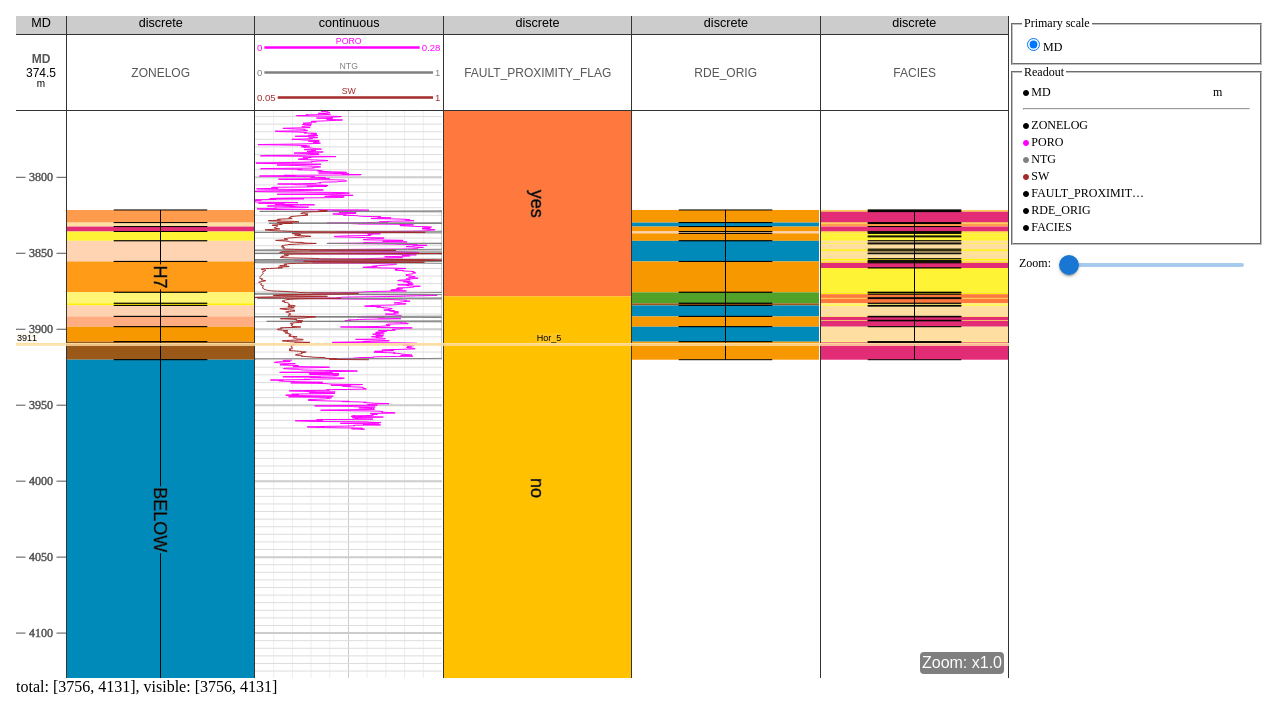 MD
discrete
continuous
discrete
discrete
discrete
MD
374.5
m
ZONELOG
0 PORO 0.28
0 NTG 1
0.05 SW 1
FAULT_PROXIMITY_FLAG
RDE_ORIG
FACIES
3800
3850
3900
3911
3950
4000
4050
4100
H7
BELOW
yes
Hor_5
no
Zoom: x1.0
total: [3756, 4131], visible: [3756, 4131]
Primary scale
MD
Readout
MD m
ZONELOG
PORO
NTG
SW
FAULT_PROXIMIT…
RDE_ORIG
FACIES
Zoom: